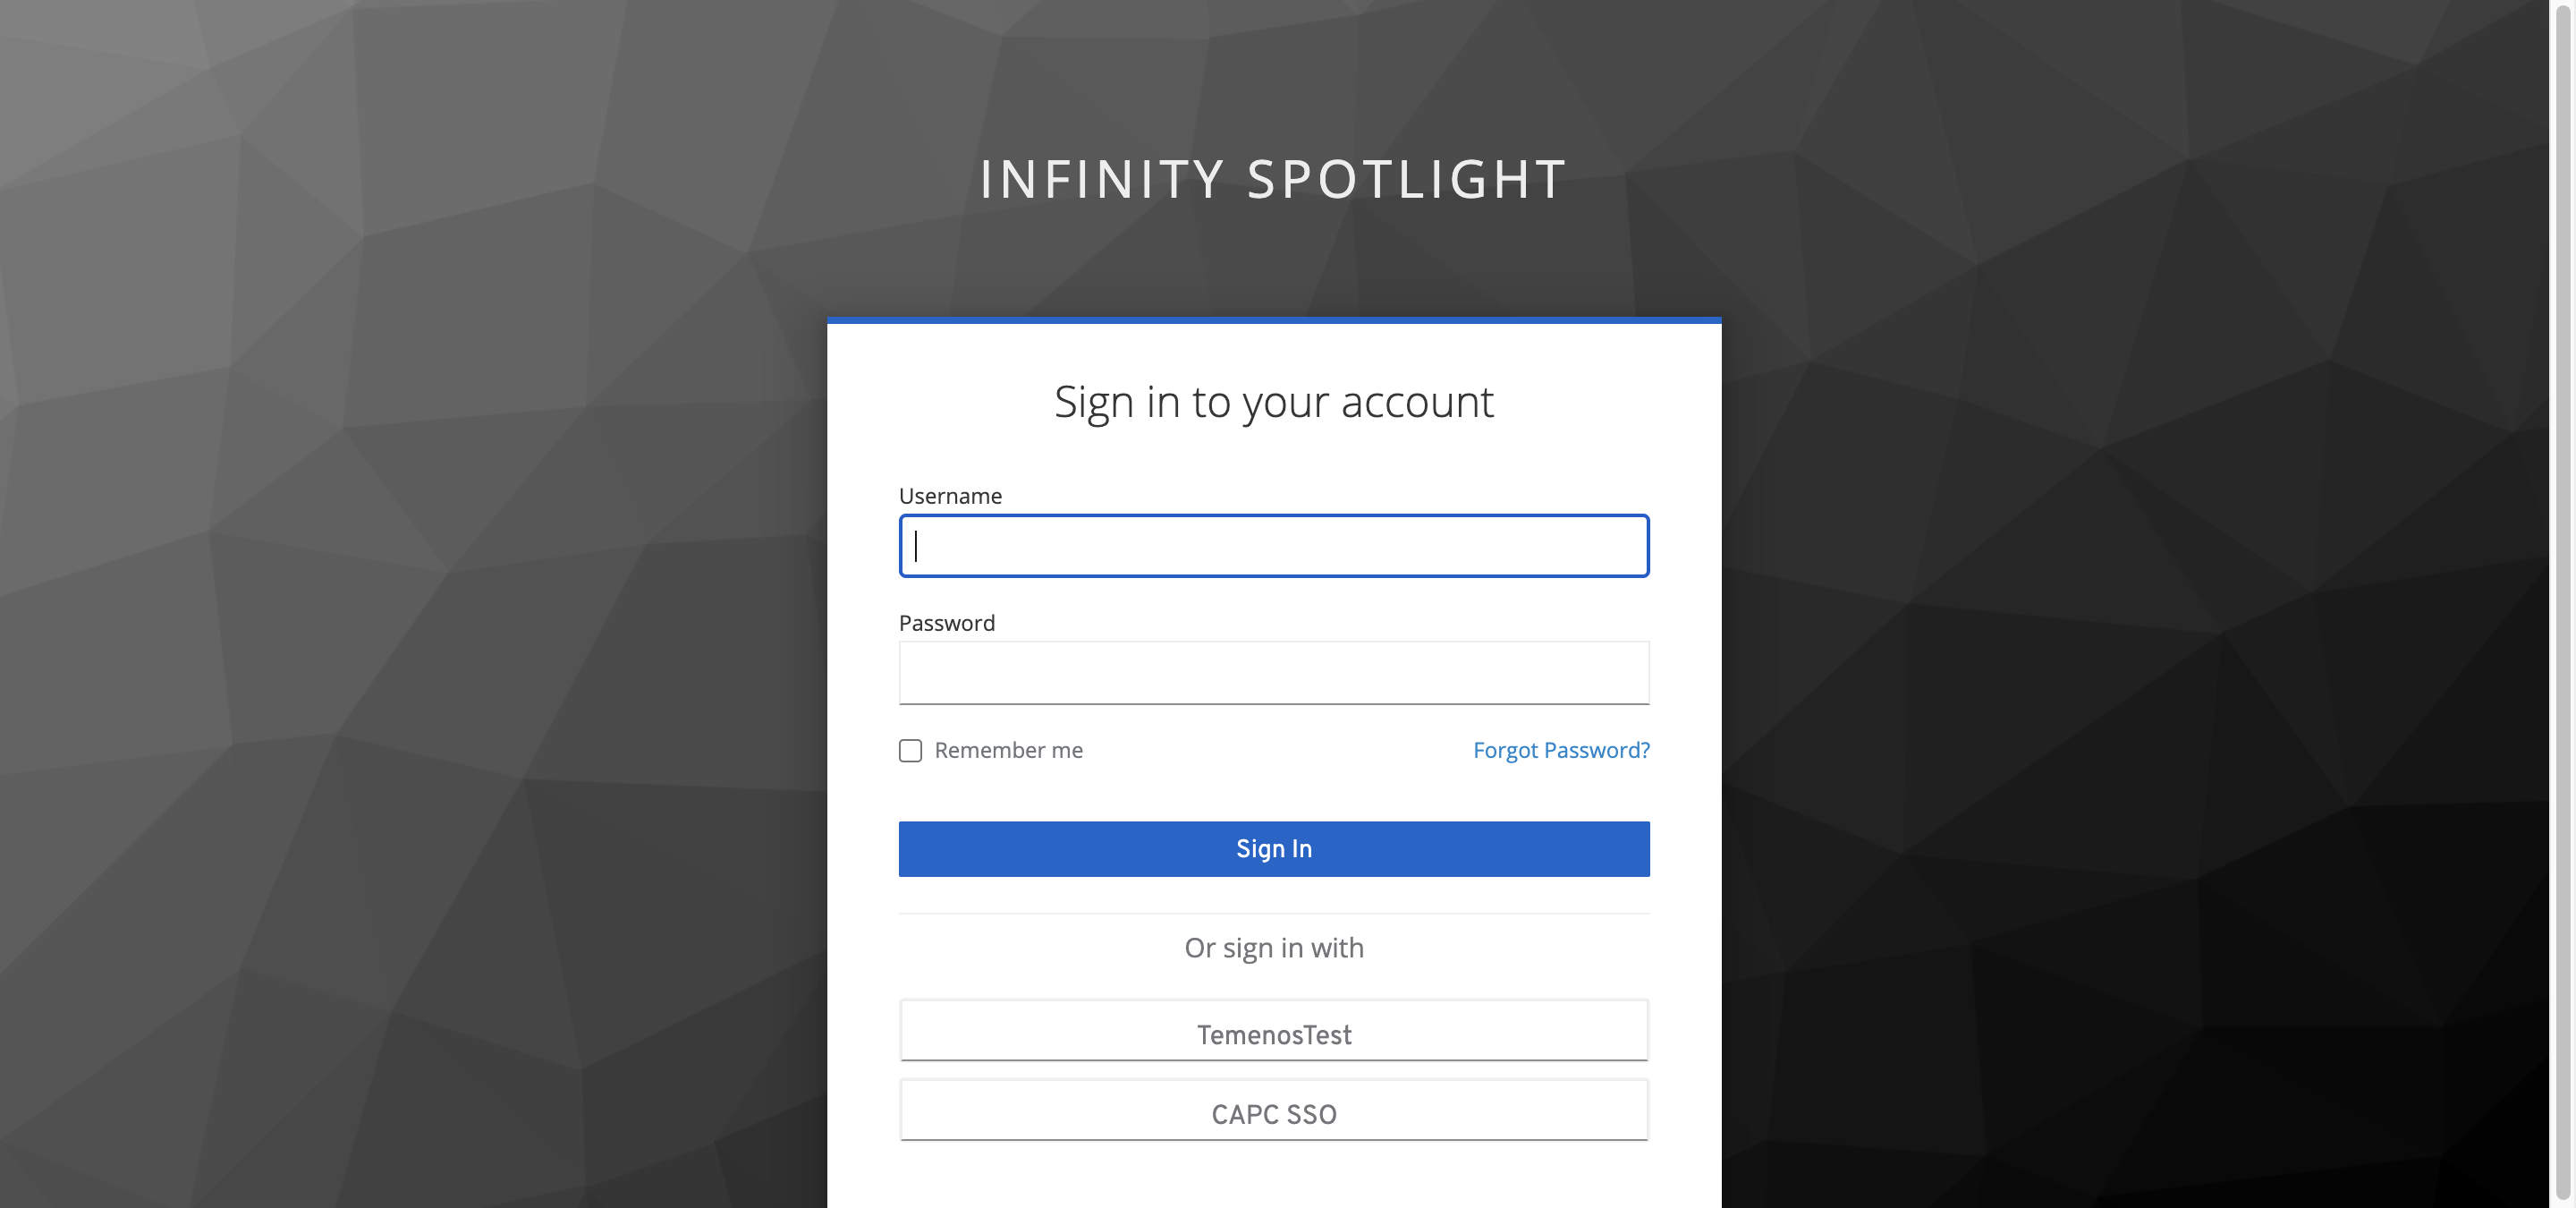 INFINITY SPOTLIGHT
Sign in to your account
Username
Password
Remember me
Forgot Password?
Sign In
Or sign in with
TemenosTest
CAPC SSO